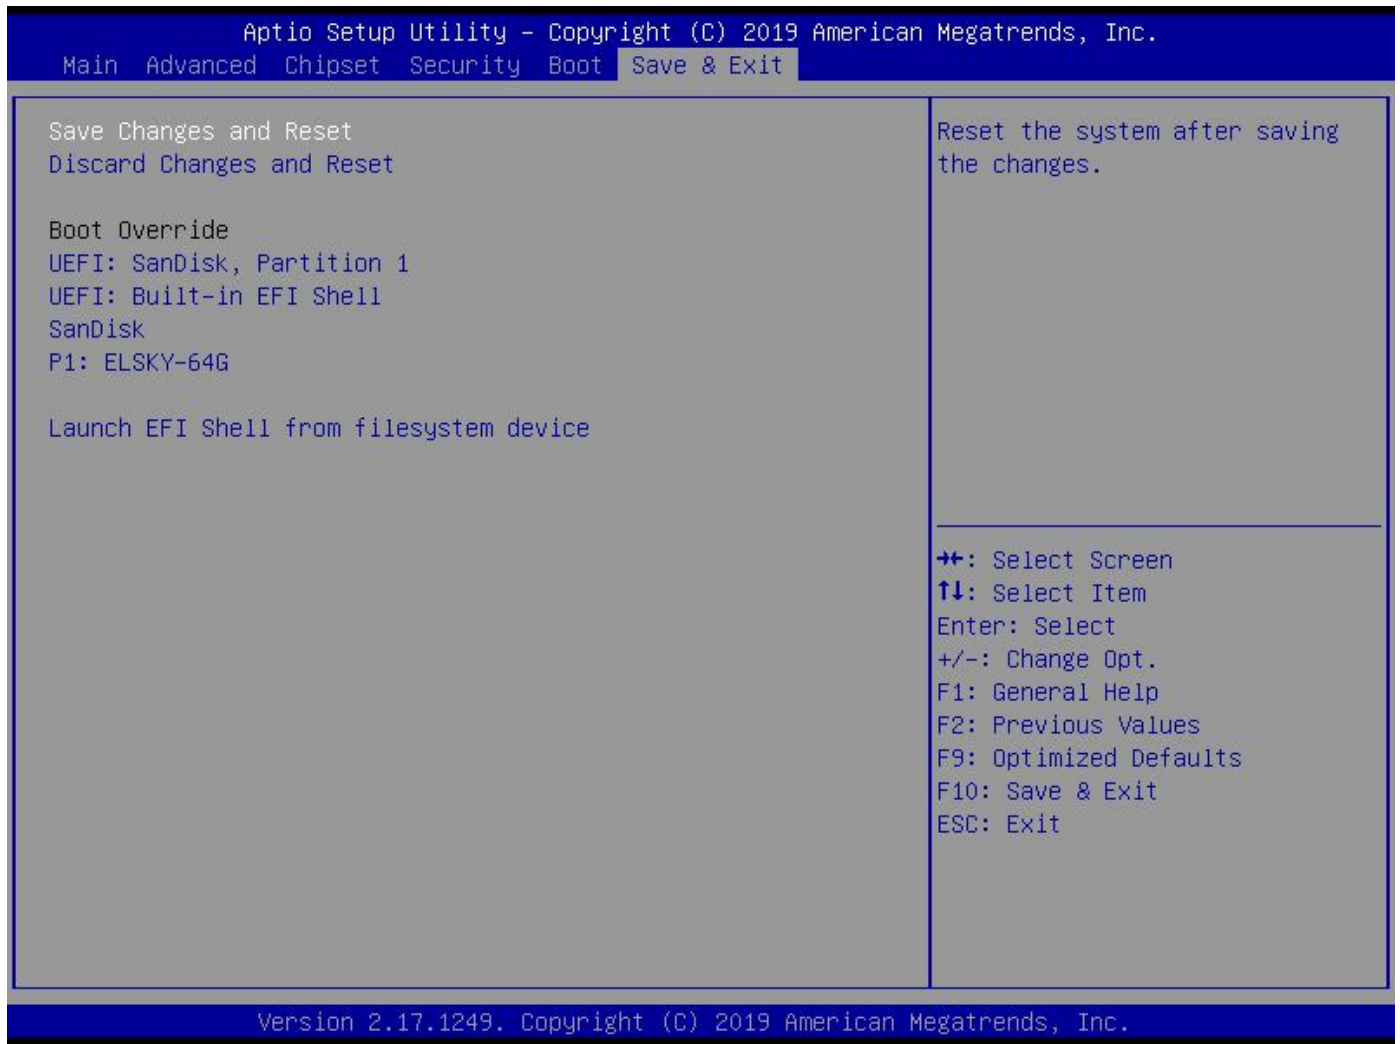 Aptio Setup Utility – Copyright (C) 2019 American Megatrends, Inc.
Main Advanced Chipset Security Boot Save & Exit
Save Changes and Reset
Discard Changes and Reset
Boot Override
UEFI: SanDisk, Partition 1
UEFI: Built-in EFI Shell
SanDisk
P1: ELSKY-64G
Launch EFI Shell from filesystem device
Reset the system after saving
the changes.
→←: Select Screen
↑↓: Select Item
Enter: Select
+/-: Change Opt.
F1: General Help
F2: Previous Values
F9: Optimized Defaults
F10: Save & Exit
ESC: Exit
Version 2.17.1249. Copyright (C) 2019 American Megatrends, Inc.